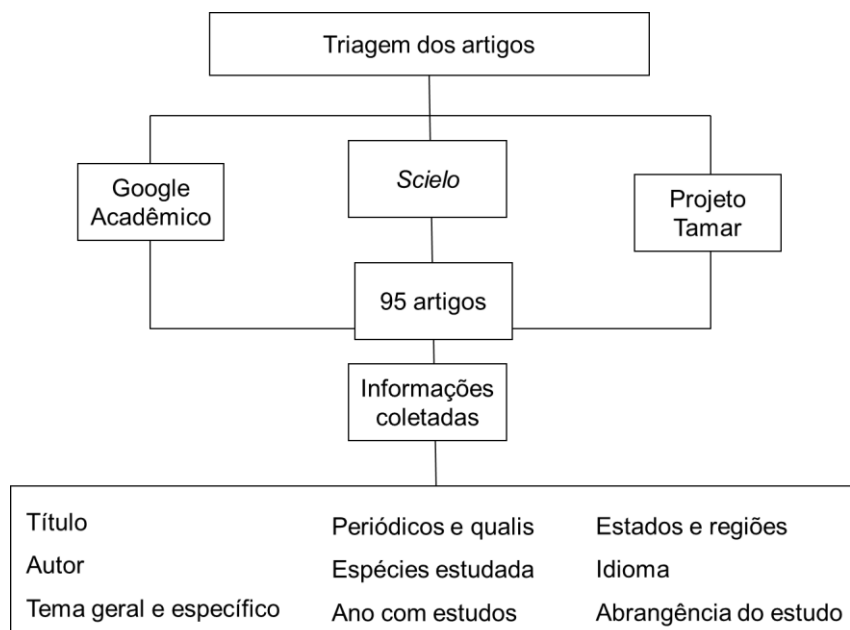 Triagem dos artigos
Google
Acadêmico
Scielo
Projeto
Tamar
95 artigos
Informações
coletadas
Título
Periódicos e qualis
Estados e regiões
Autor
Espécies estudada
Idioma
Tema geral e específico
Ano com estudos
Abrangência do estudo